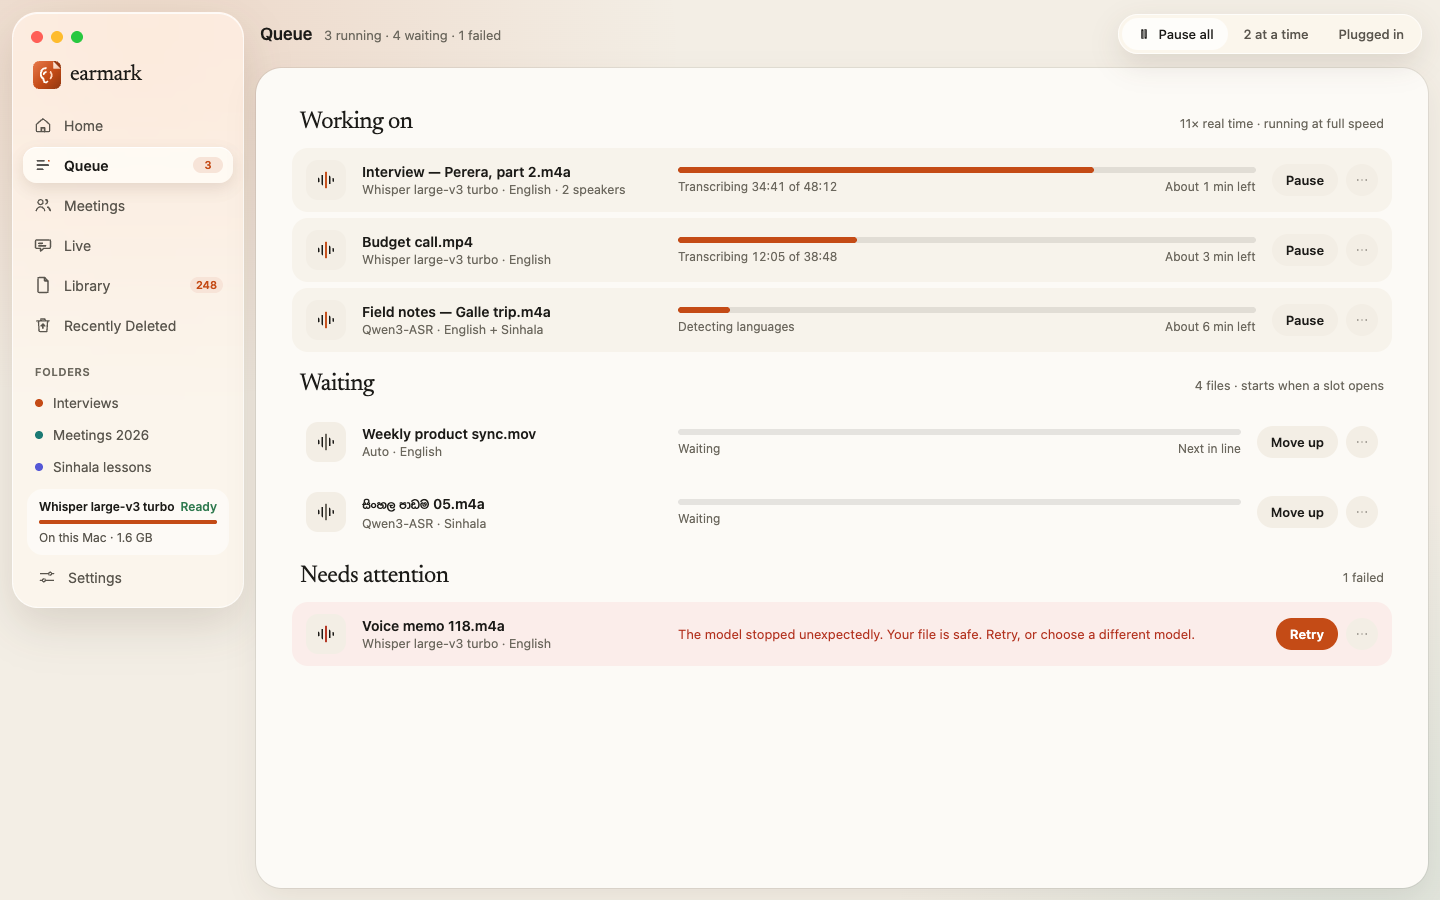 earmark
Home
Queue 3
Meetings
Live
Library 248
Recently Deleted
FOLDERS
Interviews
Meetings 2026
Sinhala lessons
Whisper large-v3 turbo Ready
On this Mac · 1.6 GB
Settings
Queue 3 running · 4 waiting · 1 failed
Pause all 2 at a time Plugged in
Working on
11× real time · running at full speed
Interview — Perera, part 2.m4a
Whisper large-v3 turbo · English · 2 speakers
Transcribing 34:41 of 48:12
About 1 min left
Pause
Budget call.mp4
Whisper large-v3 turbo · English
Transcribing 12:05 of 38:48
About 3 min left
Pause
Field notes — Galle trip.m4a
Qwen3-ASR · English + Sinhala
Detecting languages
About 6 min left
Pause
Waiting
4 files · starts when a slot opens
Weekly product sync.mov
Auto · English
Waiting
Next in line
Move up
සිංහල පාඩම 05.m4a
Qwen3-ASR · Sinhala
Waiting
Move up
Needs attention
1 failed
Voice memo 118.m4a
Whisper large-v3 turbo · English
The model stopped unexpectedly. Your file is safe. Retry, or choose a different model.
Retry